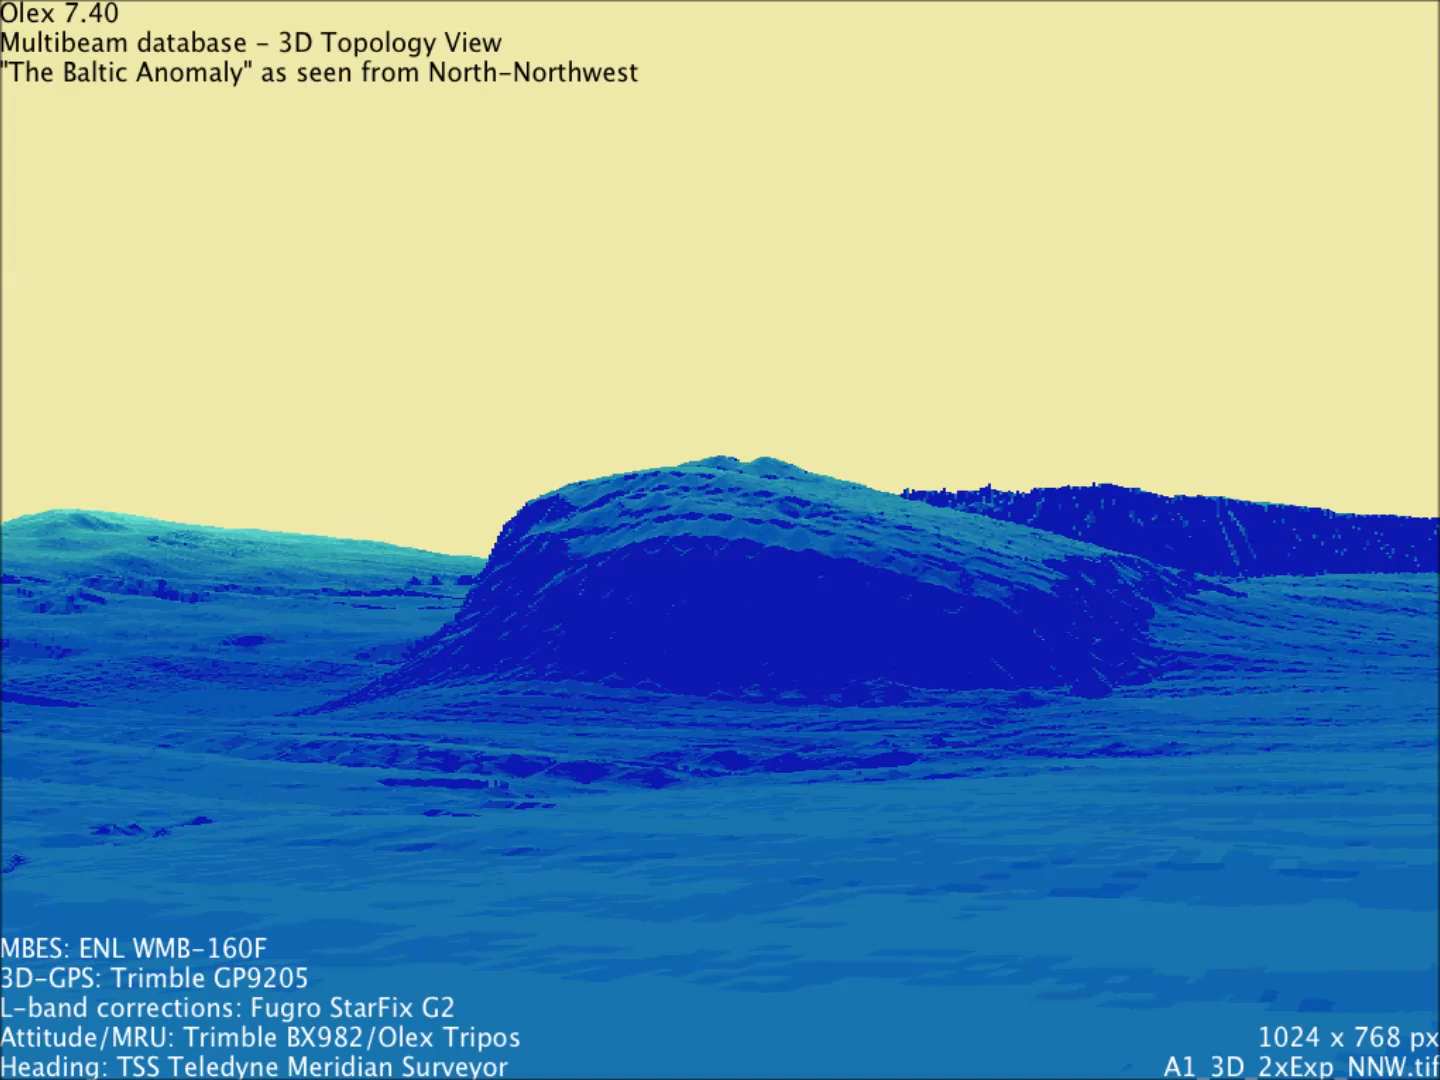 Olex 7.40
Multibeam database - 3D Topology View
"The Baltic Anomaly" as seen from North-Northwest
MBES: ENL WMB-160F
3D-GPS: Trimble GP9205
L-band corrections: Fugro StarFix G2
Attitude/MRU: Trimble BX982/Olex Tripos
Heading: TSS Teledyne Meridian Surveyor
1024 x 768 px
A1_3D_2xExp_NNW.tif